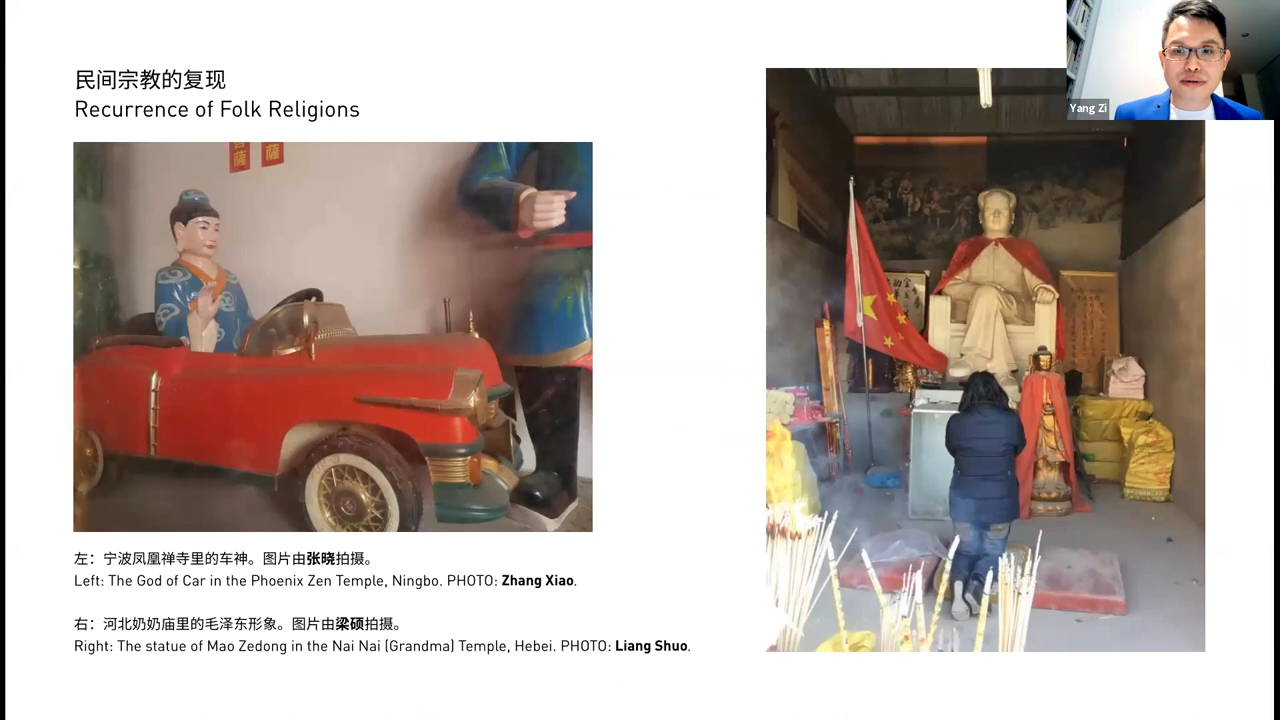 民间宗教的复现
Recurrence of Folk Religions
Yang Zi
薩
左：宁波凤凰禅寺里的车神。图片由张晓拍摄。
Left: The God of Car in the Phoenix Zen Temple, Ningbo. PHOTO: Zhang Xiao.
右：河北奶奶庙里的毛泽东形象。图片由梁硕拍摄。
Right: The statue of Mao Zedong in the Nai Nai (Grandma) Temple, Hebei. PHOTO: Liang Shuo.